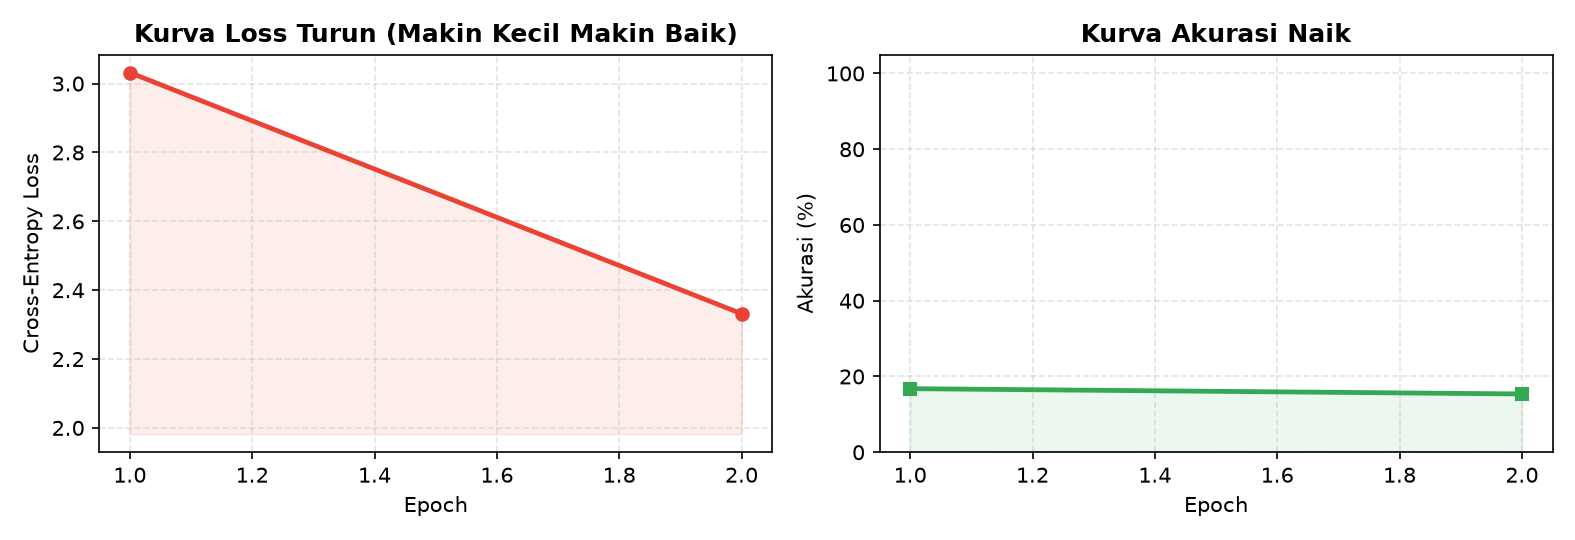 Kurva Loss Turun (Makin Kecil Makin Baik)
Cross-Entropy Loss
3.0
2.8
2.6
2.4
2.2
2.0
1.0 1.2 1.4 1.6 1.8 2.0
Epoch
Kurva Akurasi Naik
Akurasi (%)
100
80
60
40
20
0
1.0 1.2 1.4 1.6 1.8 2.0
Epoch